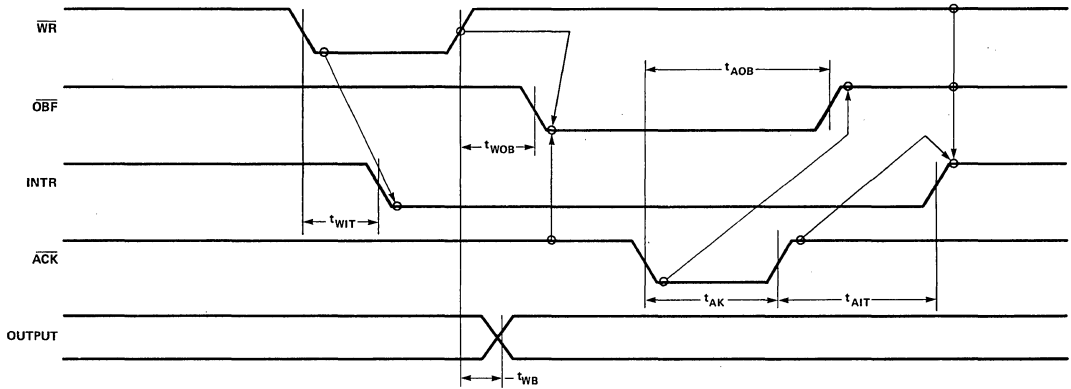 WR
tAOB
OBF
tWOB
INTR
tWIT
ACK
tAK
tAIT
OUTPUT
tWB